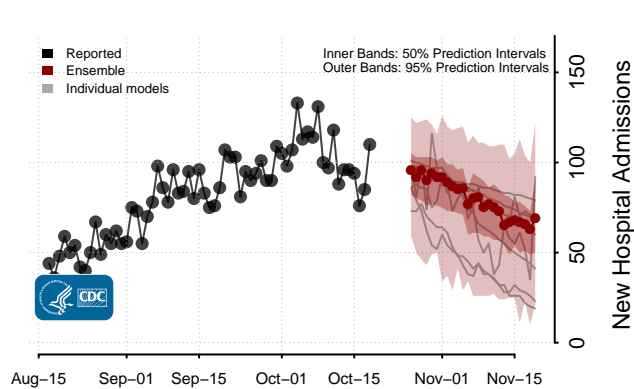 Reported
Ensemble
Individual models
Inner Bands: 50% Prediction Intervals
Outer Bands: 95% Prediction Intervals
150
100
50
0
New Hospital Admissions
CDC
Aug–15 Sep–01 Sep–15 Oct–01 Oct–15 Nov–01 Nov–15